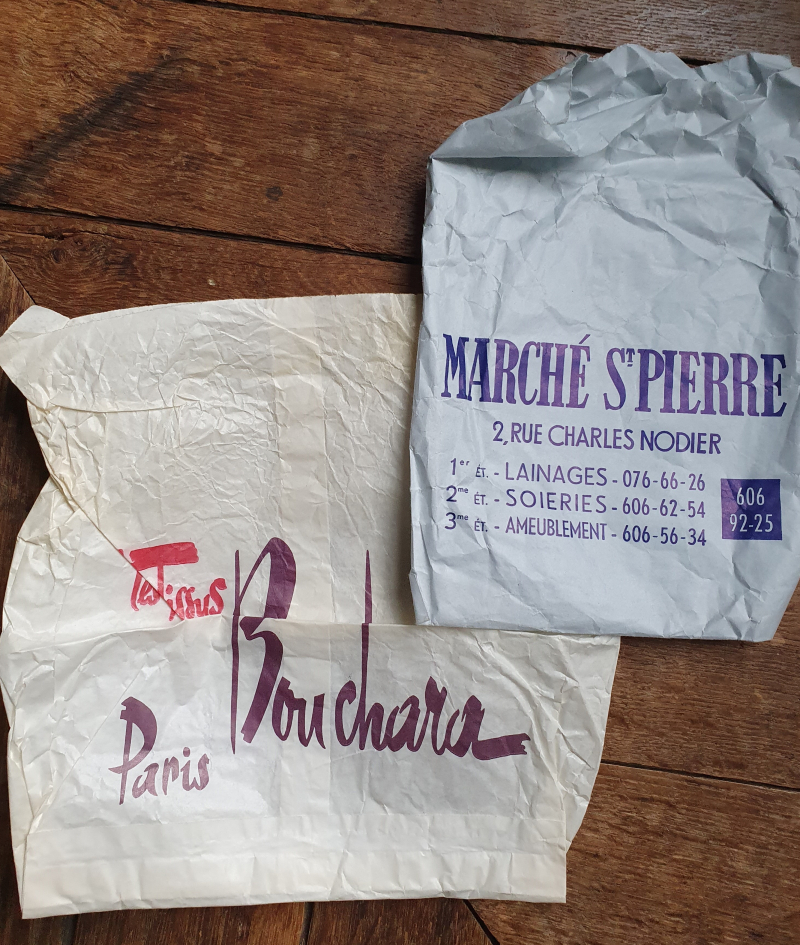 MARCHÉ ST PIERRE
2, RUE CHARLES NODIER
1er ÉT. - LAINAGES - 076-66-26
2me ÉT. - SOIERIES - 606-62-54
3me ÉT. - AMEUBLEMENT - 606-56-34
606
92-25
Tissus
Bouchara
Paris